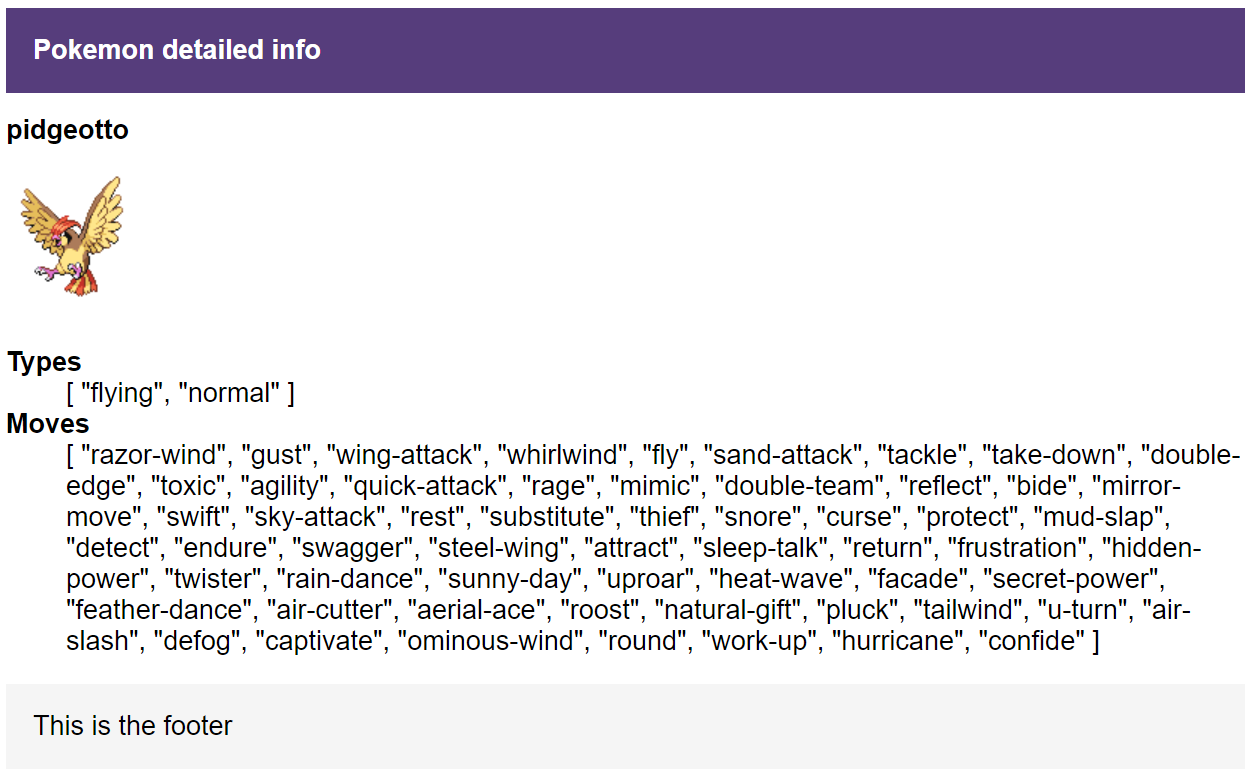 Pokemon detailed info
pidgeotto
Types
[ "flying", "normal" ]
Moves
[ "razor-wind", "gust", "wing-attack", "whirlwind", "fly", "sand-attack", "tackle", "take-down", "double-
edge", "toxic", "agility", "quick-attack", "rage", "mimic", "double-team", "reflect", "bide", "mirror-
move", "swift", "sky-attack", "rest", "substitute", "thief", "snore", "curse", "protect", "mud-slap",
"detect", "endure", "swagger", "steel-wing", "attract", "sleep-talk", "return", "frustration", "hidden-
power", "twister", "rain-dance", "sunny-day", "uproar", "heat-wave", "facade", "secret-power",
"feather-dance", "air-cutter", "aerial-ace", "roost", "natural-gift", "pluck", "tailwind", "u-turn", "air-
slash", "defog", "captivate", "ominous-wind", "round", "work-up", "hurricane", "confide" ]
This is the footer